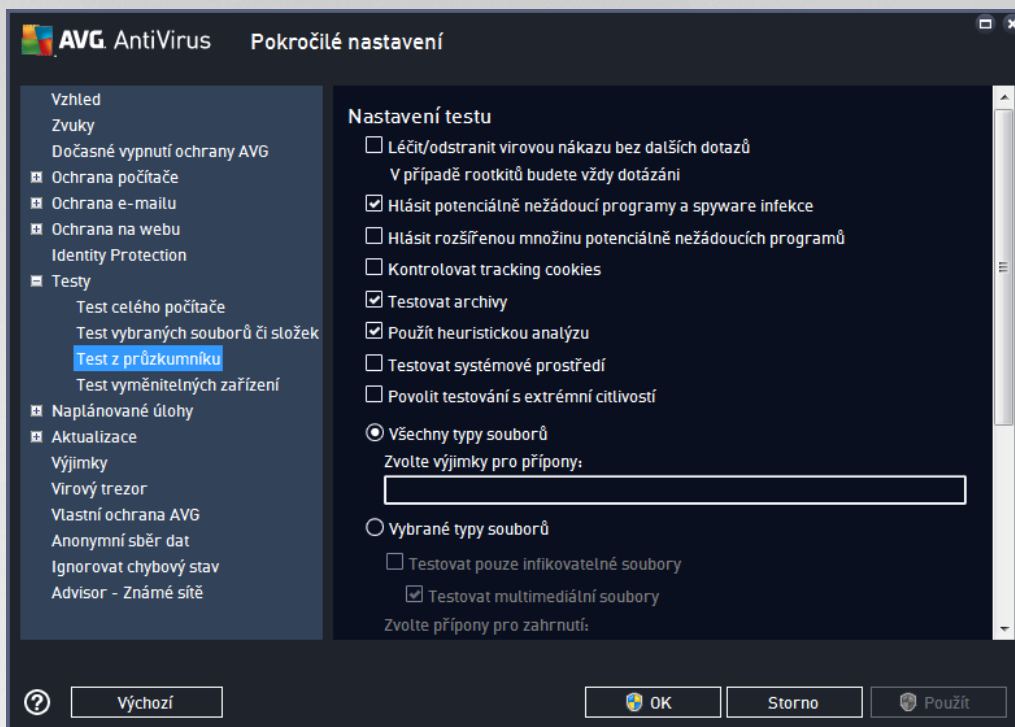 AVG. AntiVirus Pokročilé nastavení
Vzhled
Zvuky
Dočasné vypnutí ochrany AVG
Ochrana počítače
Ochrana e-mailu
Ochrana na webu
Identity Protection
Testy
Test celého počítače
Test vybraných souborů či složek
Test z průzkumníku
Test vyměnitelných zařízení
Naplánované úlohy
Aktualizace
Výjimky
Virový trezor
Vlastní ochrana AVG
Anonymní sběr dat
Ignorovat chybový stav
Advisor - Známé sítě
Nastavení testu
Léčit/odstranit virovou nákazu bez dalších dotazů
V případě rootkitů budete vždy dotázáni
Hlásit potenciálně nežádoucí programy a spyware infekce
Hlásit rozšířenou množinu potenciálně nežádoucích programů
Kontrolovat tracking cookies
Testovat archivy
Použít heuristickou analýzu
Testovat systémové prostředí
Povolit testování s extrémní citlivostí
Všechny typy souborů
Zvolte výjimky pro přípony:
Vybrané typy souborů
Testovat pouze infikovatelné soubory
Testovat multimediální soubory
Zvolte přípony pro zahrnutí:
? Výchozí OK Storno Použít